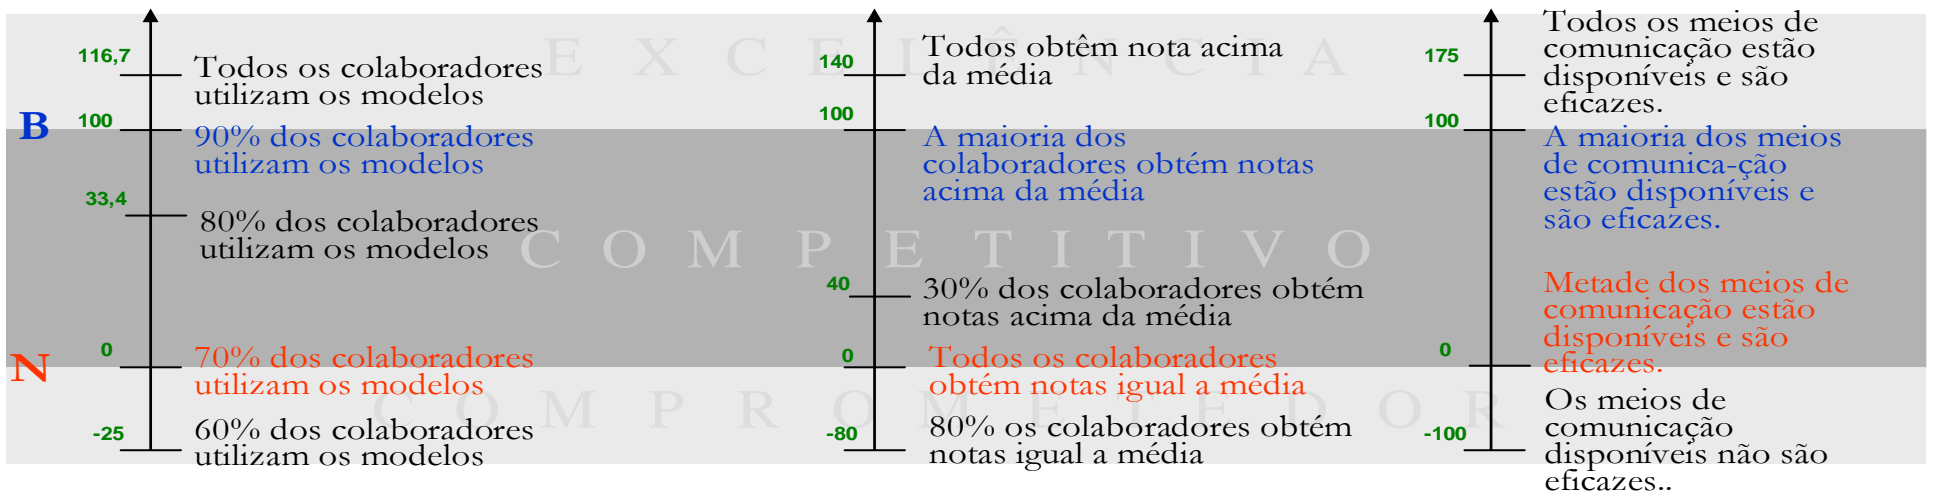 E X C E L Ê N C I A
C O M P E T I T I V O
C O M P R O M E T E D O R
B
N
116,7
Todos os colaboradores
utilizam os modelos
100
90% dos colaboradores
utilizam os modelos
33,4
80% dos colaboradores
utilizam os modelos
0
70% dos colaboradores
utilizam os modelos
-25
60% dos colaboradores
utilizam os modelos
140
Todos obtêm nota acima
da média
100
A maioria dos
colaboradores obtém notas
acima da média
40
30% dos colaboradores obtém
notas acima da média
0
Todos os colaboradores
obtém notas igual a média
-80
80% os colaboradores obtém
notas igual a média
175
Todos os meios de
comunicação estão
disponíveis e são
eficazes.
100
A maioria dos meios
de comunica-ção
estão disponíveis e
são eficazes.
0
Metade dos meios de
comunicação estão
disponíveis e são
eficazes.
-100
Os meios de
comunicação
disponíveis não são
eficazes..